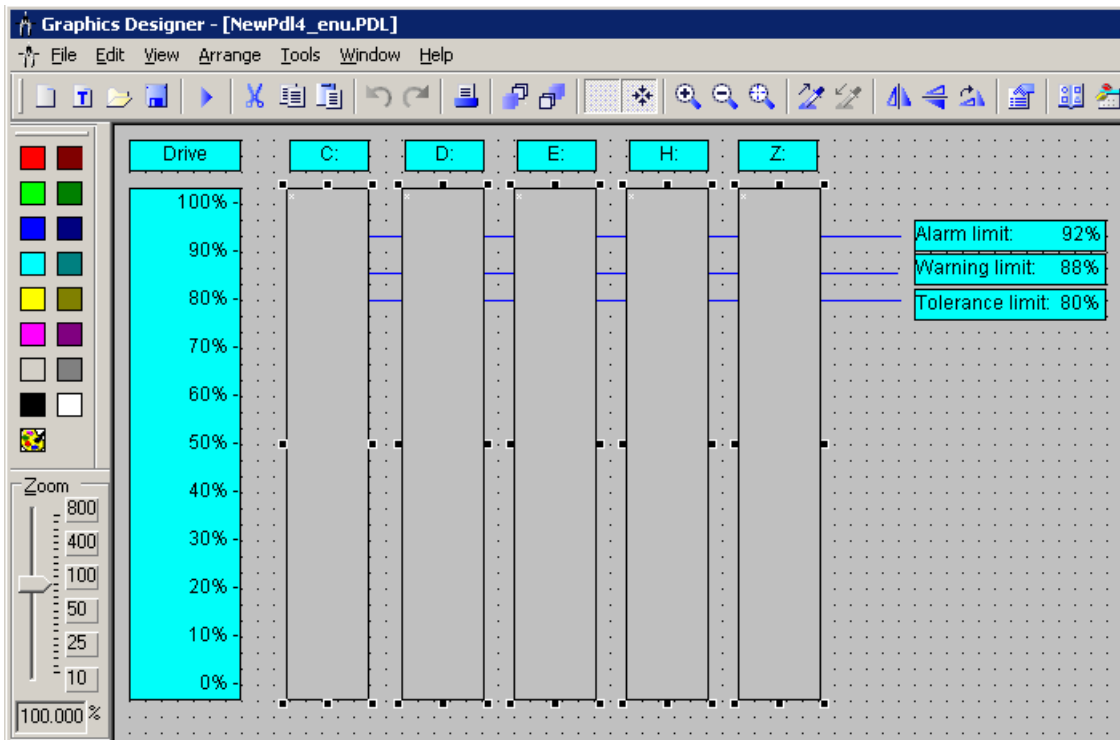 Graphics Designer - [NewPdl4_enu.PDL]
File Edit View Arrange Tools Window Help
T
Drive C: D: E: H: Z:
100% -
90% -
80% -
70% -
60% -
50% -
40% -
30% -
20% -
10% -
0% -
Alarm limit: 92%
Warning limit: 88%
Tolerance limit: 80%
Zoom
800
400
100
50
25
10
100.000 %